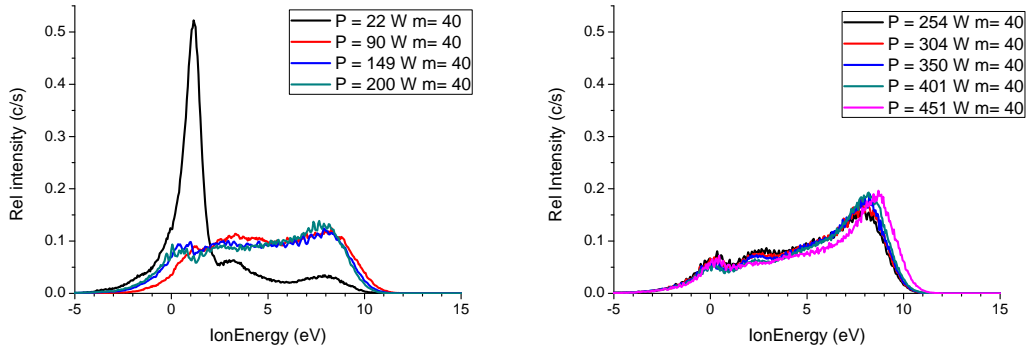 0.5
0.4
0.3
0.2
0.1
0.0
Rel intensity (c/s)
P = 22 W m= 40
P = 90 W m= 40
P = 149 W m= 40
P = 200 W m= 40
-5 0 5 10 15
IonEnergy (eV)
0.5
0.4
0.3
0.2
0.1
0.0
Rel Intensity (c/s)
P = 254 W m= 40
P = 304 W m= 40
P = 350 W m= 40
P = 401 W m= 40
P = 451 W m= 40
-5 0 5 10 15
IonEnergy (eV)